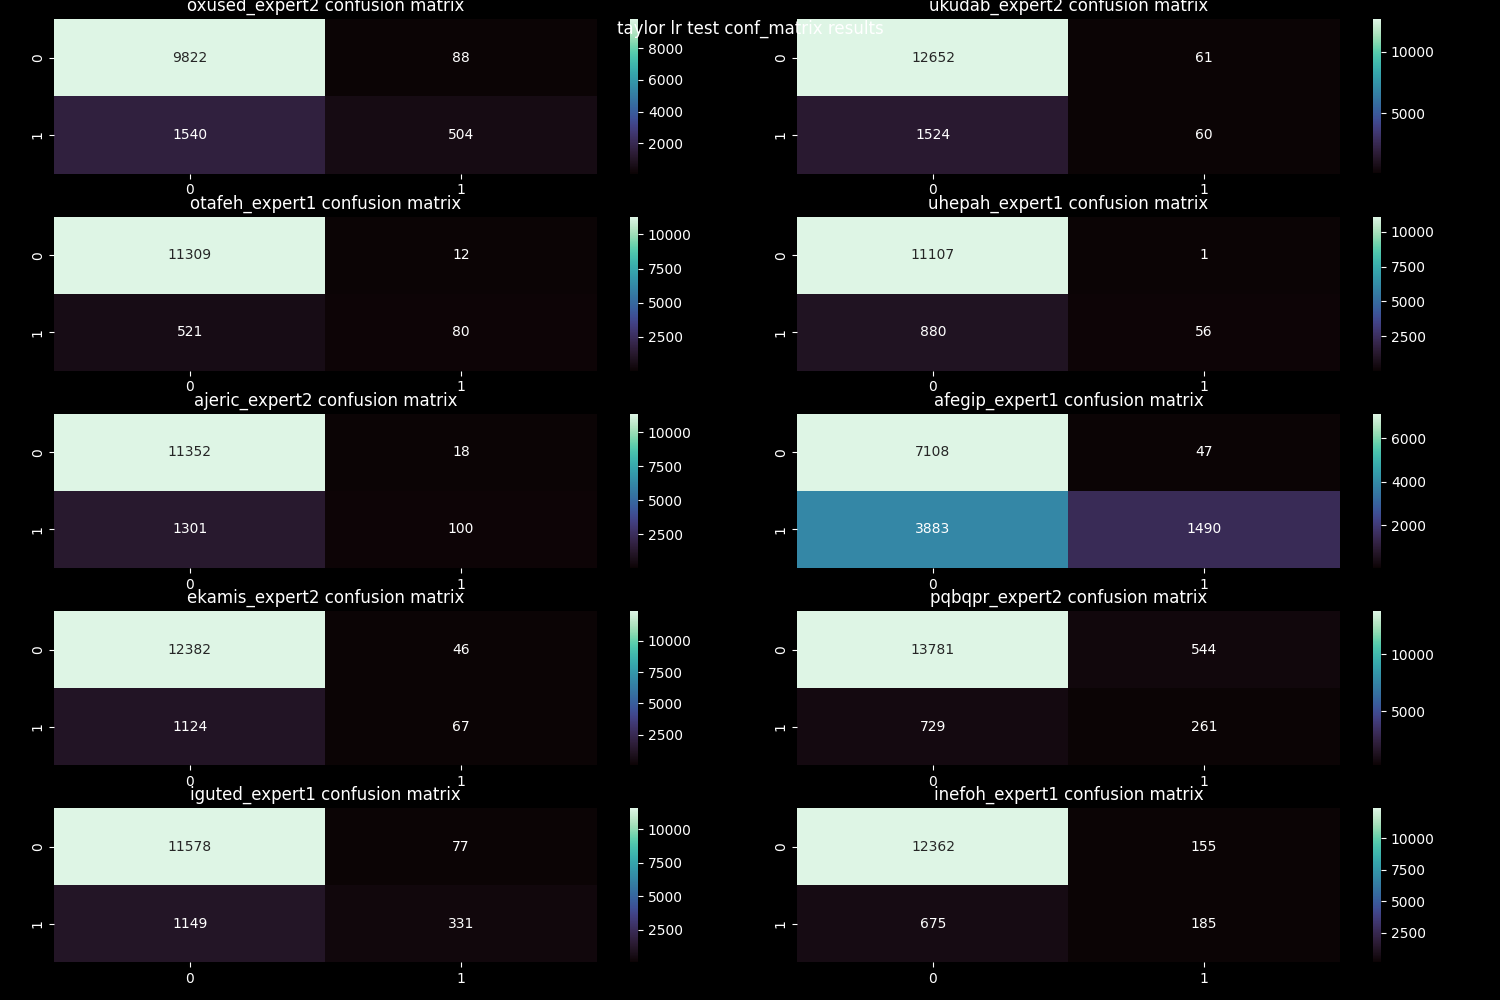 oxused_expert2 confusion matrix
ukudab_expert2 confusion matrix
taylor lr test conf_matrix results
0 9822 88
1 1540 504
0 1
8000
6000
4000
2000
0 12652 61
1 1524 60
0 1
10000
5000
otafeh_expert1 confusion matrix
0 11309 12
1 521 80
0 1
10000
7500
5000
2500
uhepah_expert1 confusion matrix
0 11107 1
1 880 56
0 1
10000
7500
5000
2500
ajeric_expert2 confusion matrix
0 11352 18
1 1301 100
0 1
10000
7500
5000
2500
afegip_expert1 confusion matrix
0 7108 47
1 3883 1490
0 1
6000
4000
2000
ekamis_expert2 confusion matrix
0 12382 46
1 1124 67
0 1
10000
7500
5000
2500
pqbqpr_expert2 confusion matrix
0 13781 544
1 729 261
0 1
10000
5000
iguted_expert1 confusion matrix
0 11578 77
1 1149 331
0 1
10000
7500
5000
2500
inefoh_expert1 confusion matrix
0 12362 155
1 675 185
0 1
10000
7500
5000
2500